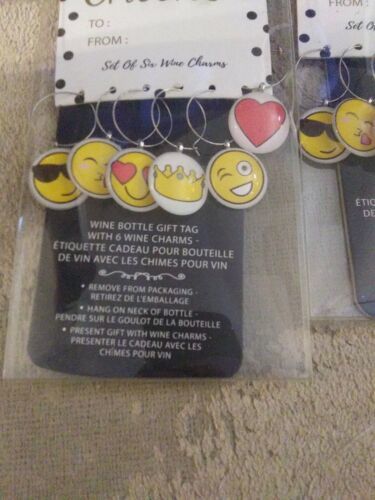 TO :
FROM :
Set Of Six Wine Charms
WINE BOTTLE GIFT TAG
WITH 6 WINE CHARMS -
ÉTIQUETTE CADEAU POUR BOUTEILLE
DE VIN AVEC LES CHIMES POUR VIN
• REMOVE FROM PACKAGING -
RETIREZ DE L'EMBALLAGE
• HANG ON NECK OF BOTTLE -
PENDRE SUR LE GOULOT DE LA BOUTEILLE
• PRESENT GIFT WITH WINE CHARMS -
PRESENTER LE CADEAU AVEC LES
CHIMES POUR VIN
FROM :